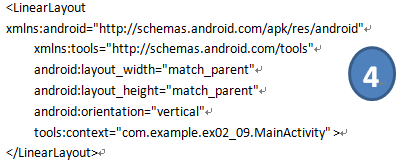 <LinearLayout
xmlns:android="http://schemas.android.com/apk/res/android"
xmlns:tools="http://schemas.android.com/tools"
android:layout_width="match_parent"
android:layout_height="match_parent"
android:orientation="vertical"
tools:context="com.example.ex02_09.MainActivity" >
</LinearLayout>
4